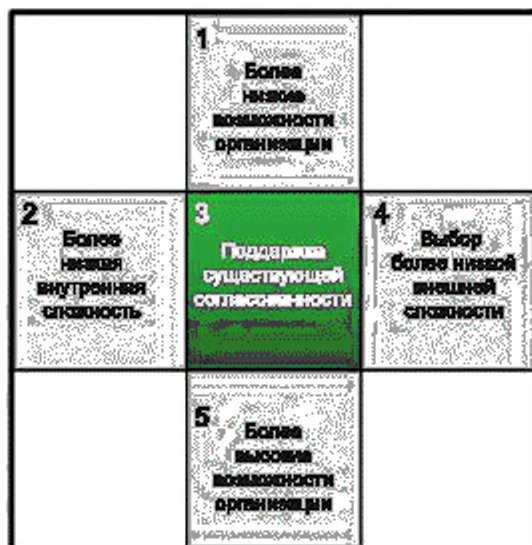 1
Более
низкие
возможности
организации
2
Более
низкая
внутренняя
сложность
3
Поддержка
существующей
согласованности
4
Выбор
более низкой
внешней
сложности
5
Более
высокие
возможности
организации